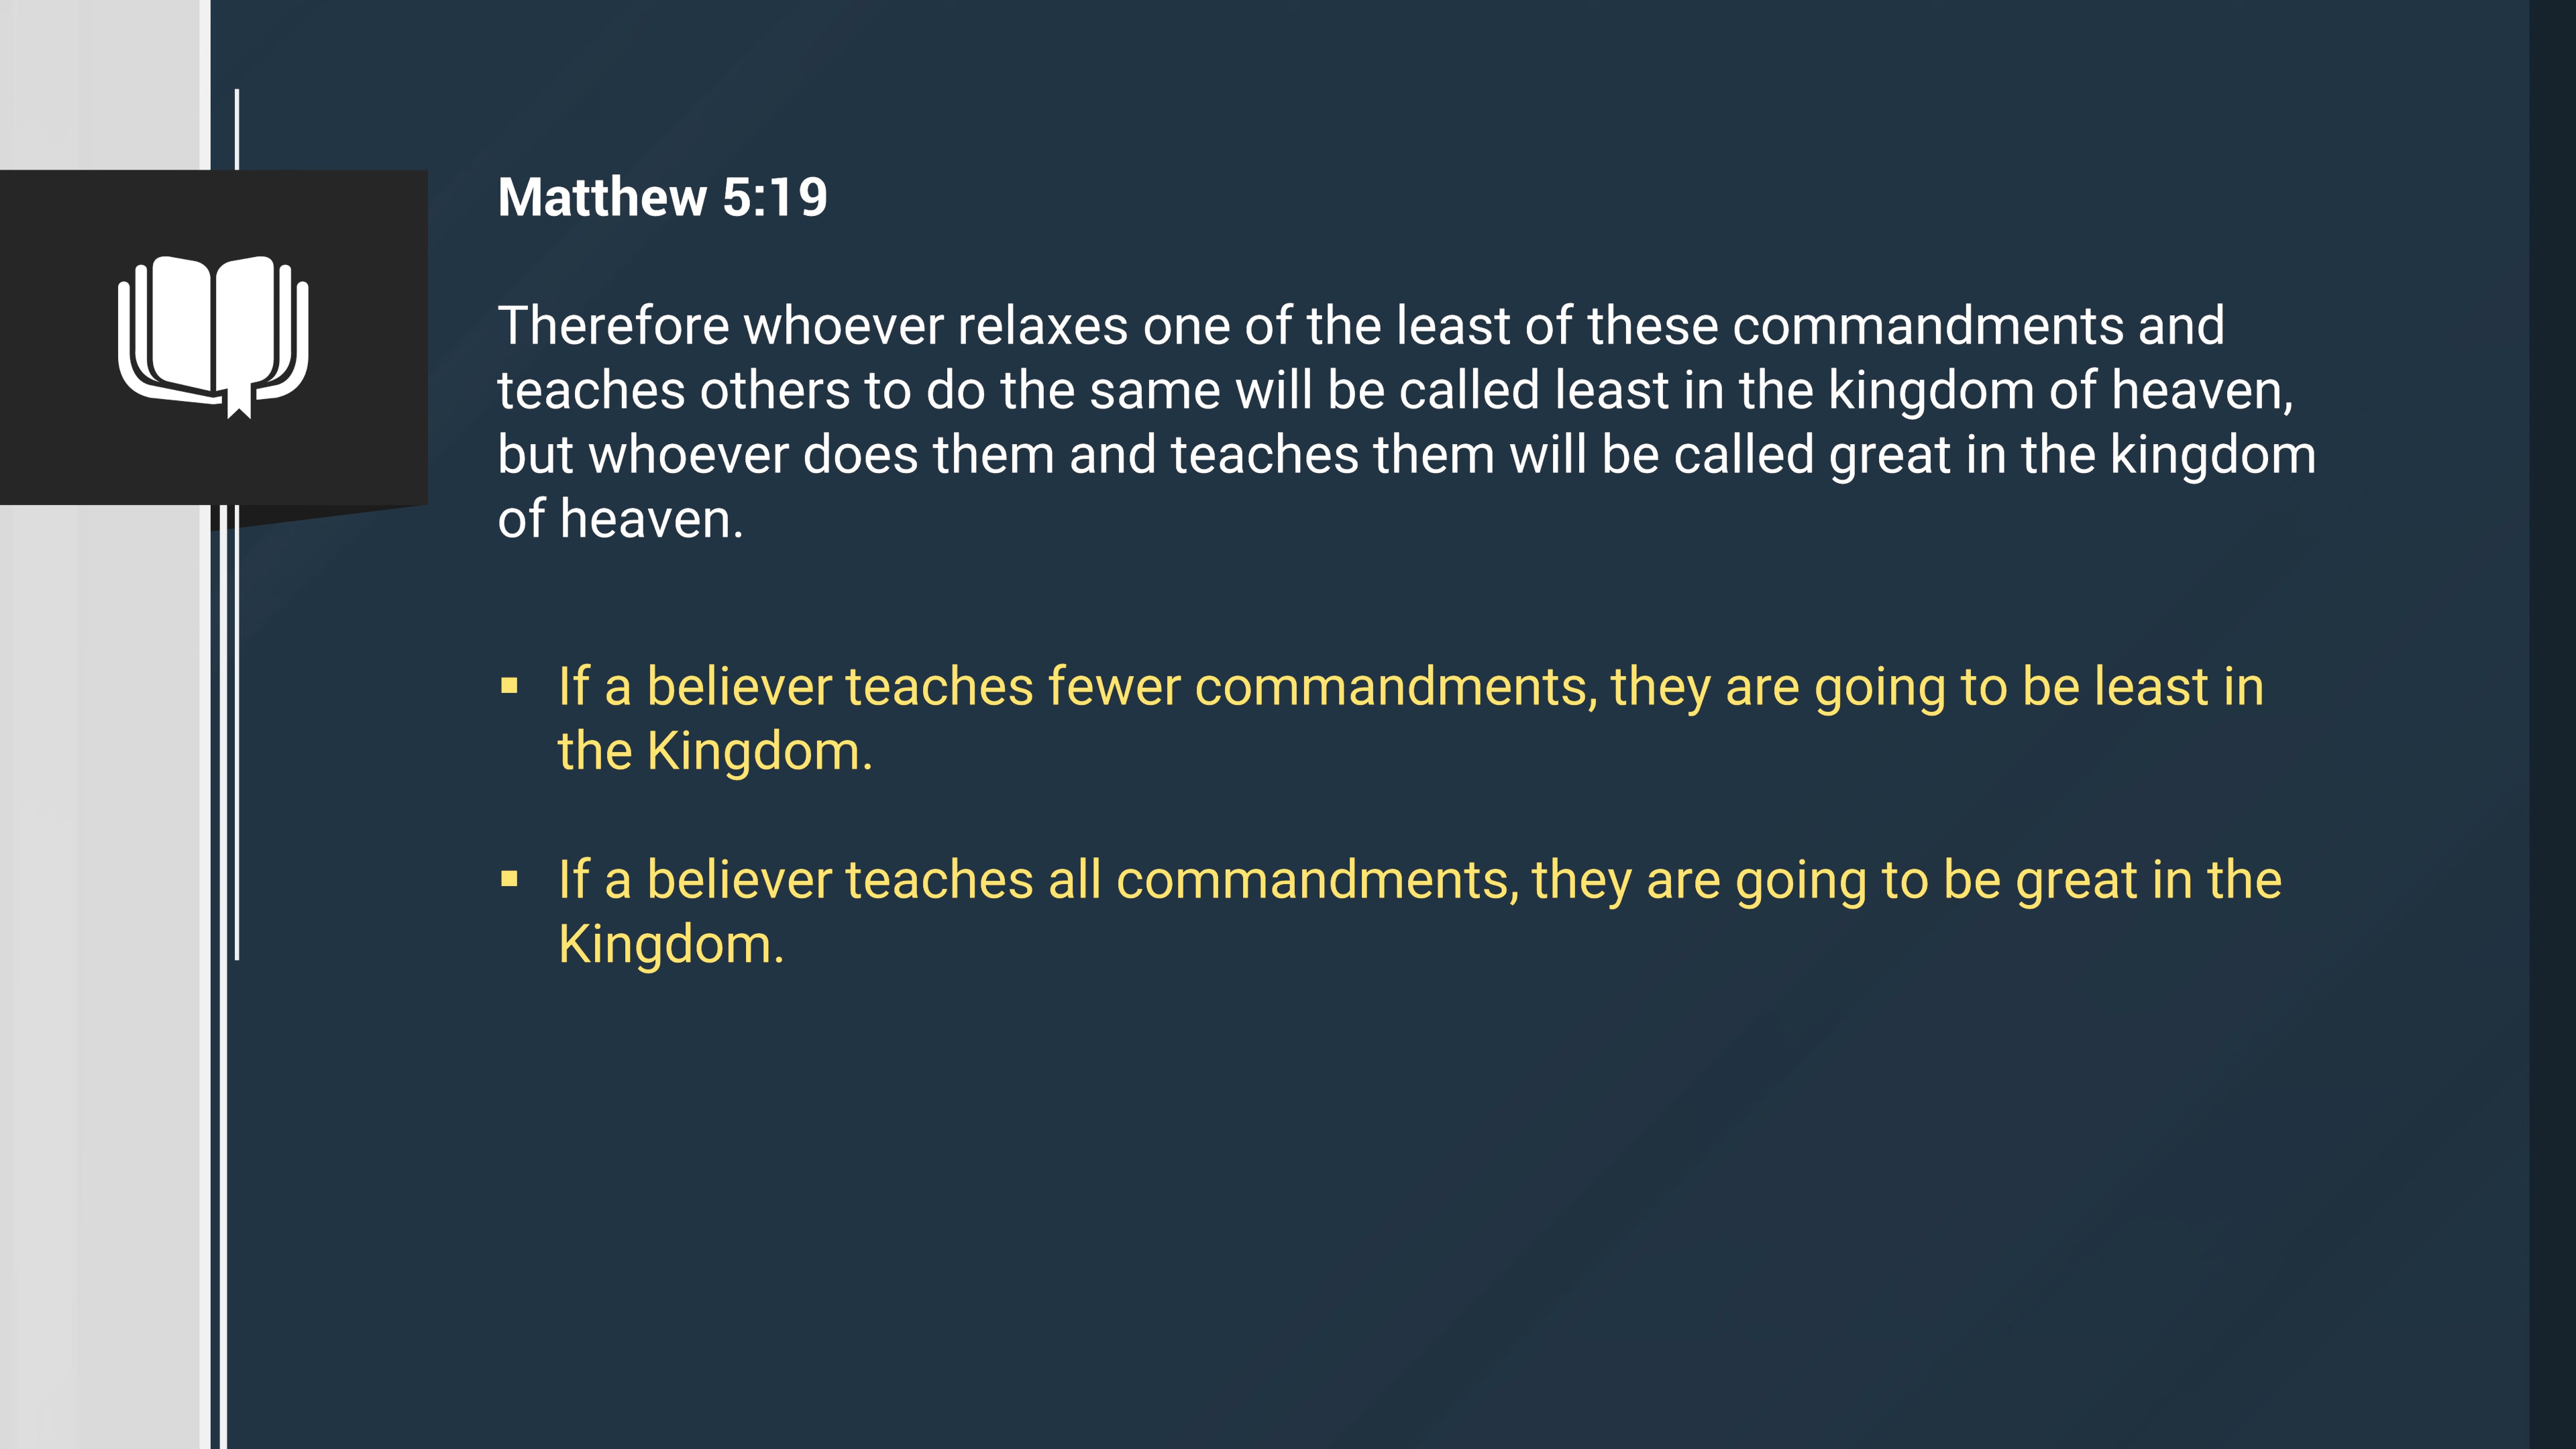 Matthew 5:19
Therefore whoever relaxes one of the least of these commandments and
teaches others to do the same will be called least in the kingdom of heaven,
but whoever does them and teaches them will be called great in the kingdom
of heaven.
▪ If a believer teaches fewer commandments, they are going to be least in
the Kingdom.
▪ If a believer teaches all commandments, they are going to be great in the
Kingdom.